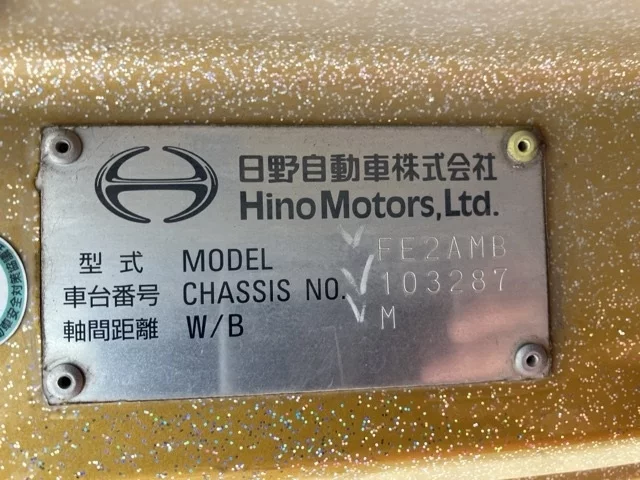 日野自動車株式会社
Hino Motors, Ltd.
型式 MODEL FE2AMB
車台番号 CHASSIS NO. 103287
軸間距離 W/B M